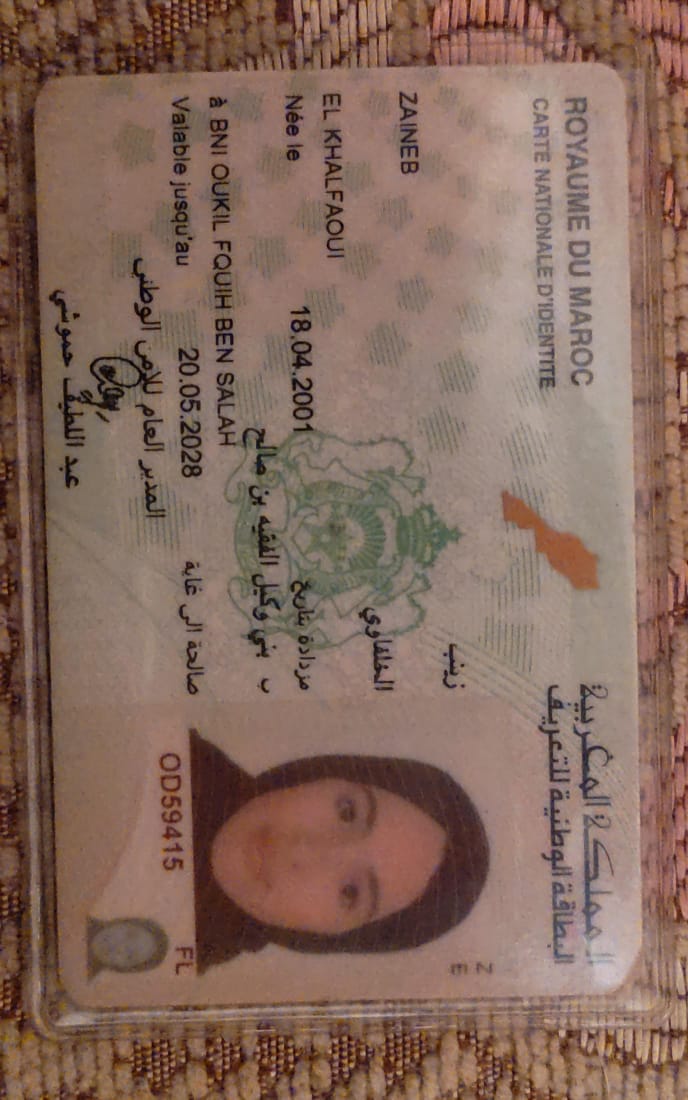 ROYAUME DU MAROC
المملكة المغربية
CARTE NATIONALE D'IDENTITE
البطاقة الوطنية للتعريف
زينب
ZAINEB
الخلفاوي
EL KHALFAOUI
Née le 18.04.2001 مزدادة بتاريخ
ب بني وكيل الفقيه بن صالح
à BNI OUKIL FQUIH BEN SALAH
Valable jusqu'au 20.05.2028 صالحة الى غاية
المدير العام للأمن الوطني
عبد اللطيف حموشي
Z
E
OD59415
FL